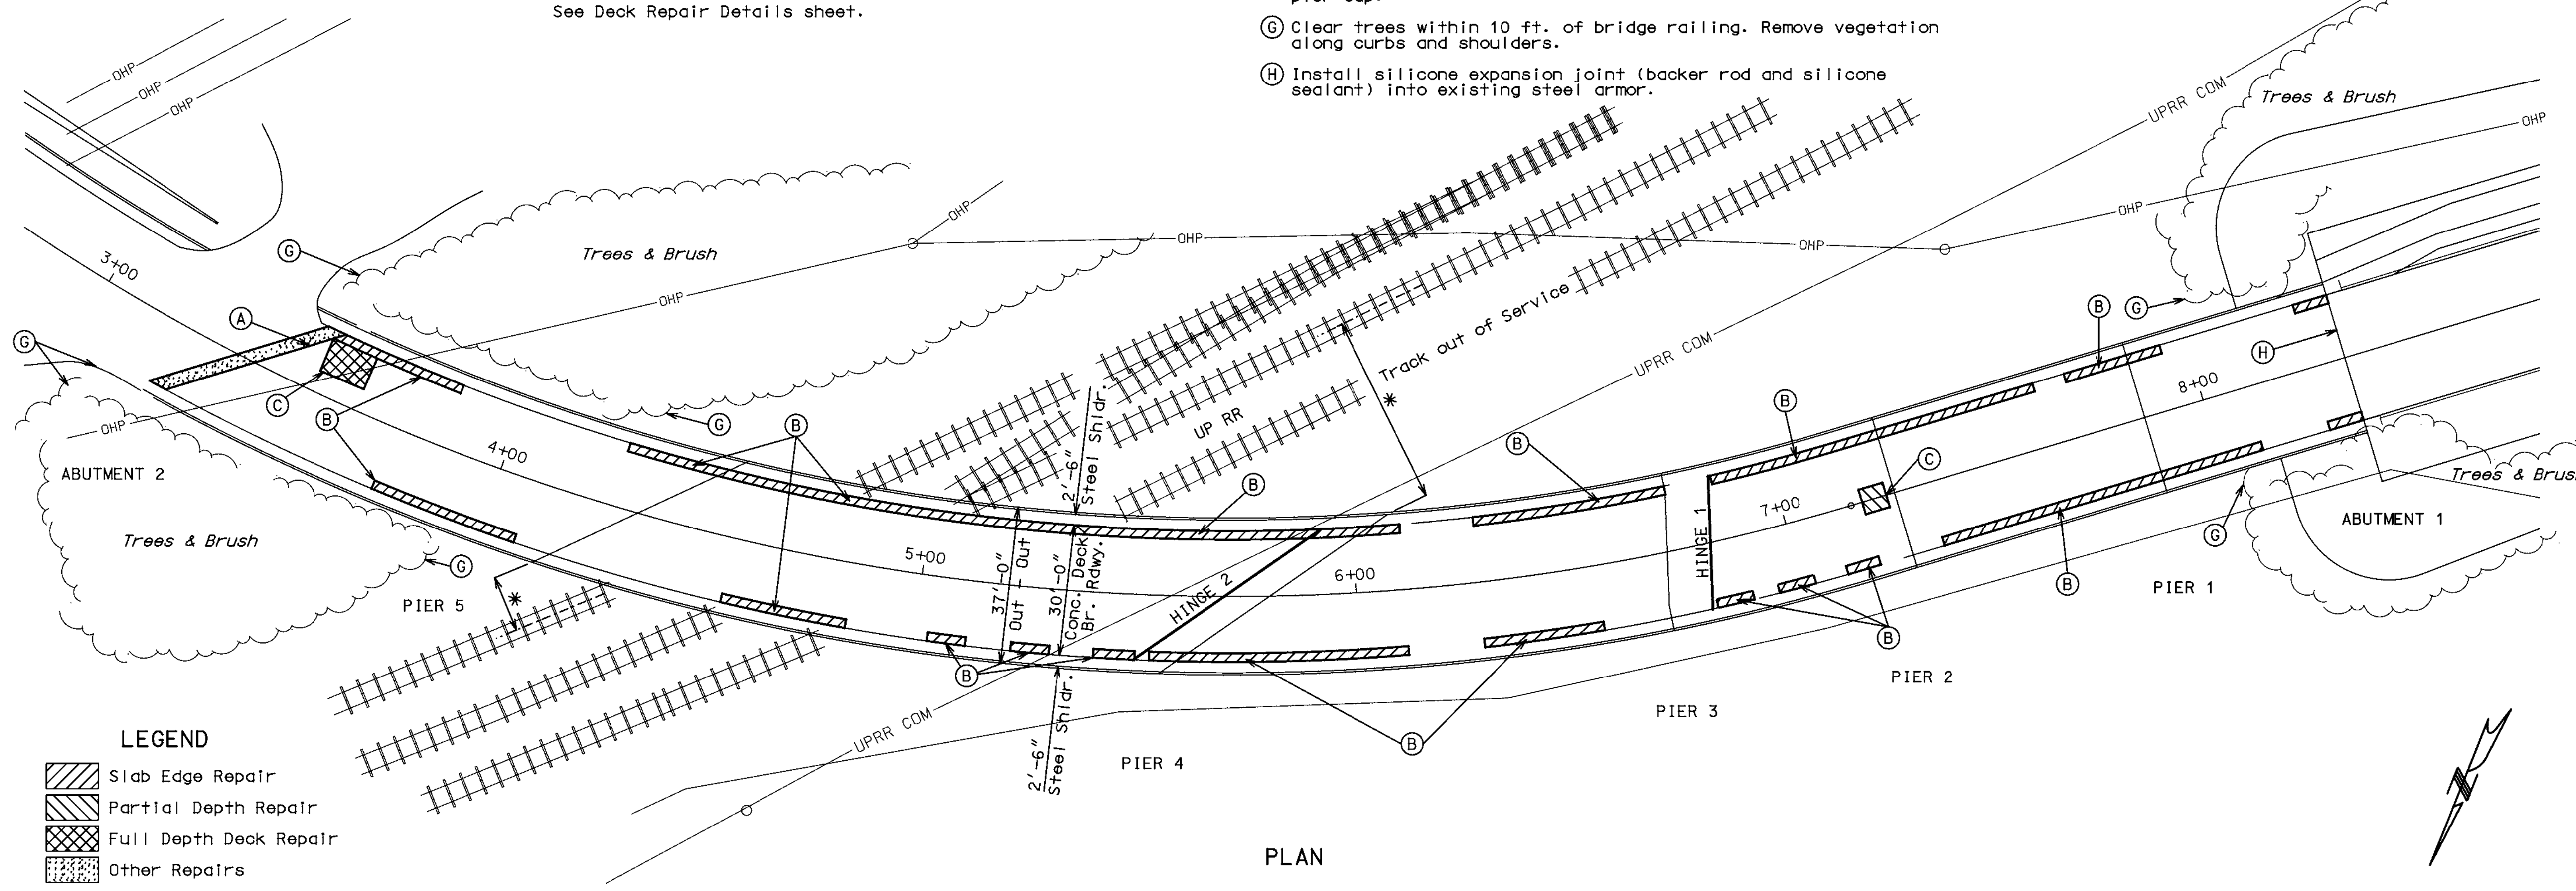 See Deck Repair Details sheet.
G Clear trees within 10 ft. of bridge railing. Remove vegetation
along curbs and shoulders.
H Install silicone expansion joint (backer rod and silicone
sealant) into existing steel armor.
OHP
OHP
OHP
Trees & Brush
UPRR COM
OHP
OHP
OHP
OHP
OHP
G
Trees & Brush
3+00
OHP
Track out of Service
A
B
G
G
UPRR COM
H
8+00
*
B
C
B
G
B
UP RR
2'-6"
Steel Shldr.
B
OHP
4+00
B
C
ABUTMENT 2
Trees & Brush
7+00
ABUTMENT 1
G
HINGE 1
Trees & Brush
5+00
37'-0"
Out - Out
30'-0"
Conc. Deck
Br. Rdwy.
6+00
HINGE 2
G
B
PIER 1
*
PIER 5
B
B
PIER 2
2'-6"
Steel Shldr.
PIER 3
UPRR COM
B
PIER 4
LEGEND
Slab Edge Repair
Partial Depth Repair
Full Depth Deck Repair
Other Repairs
PLAN